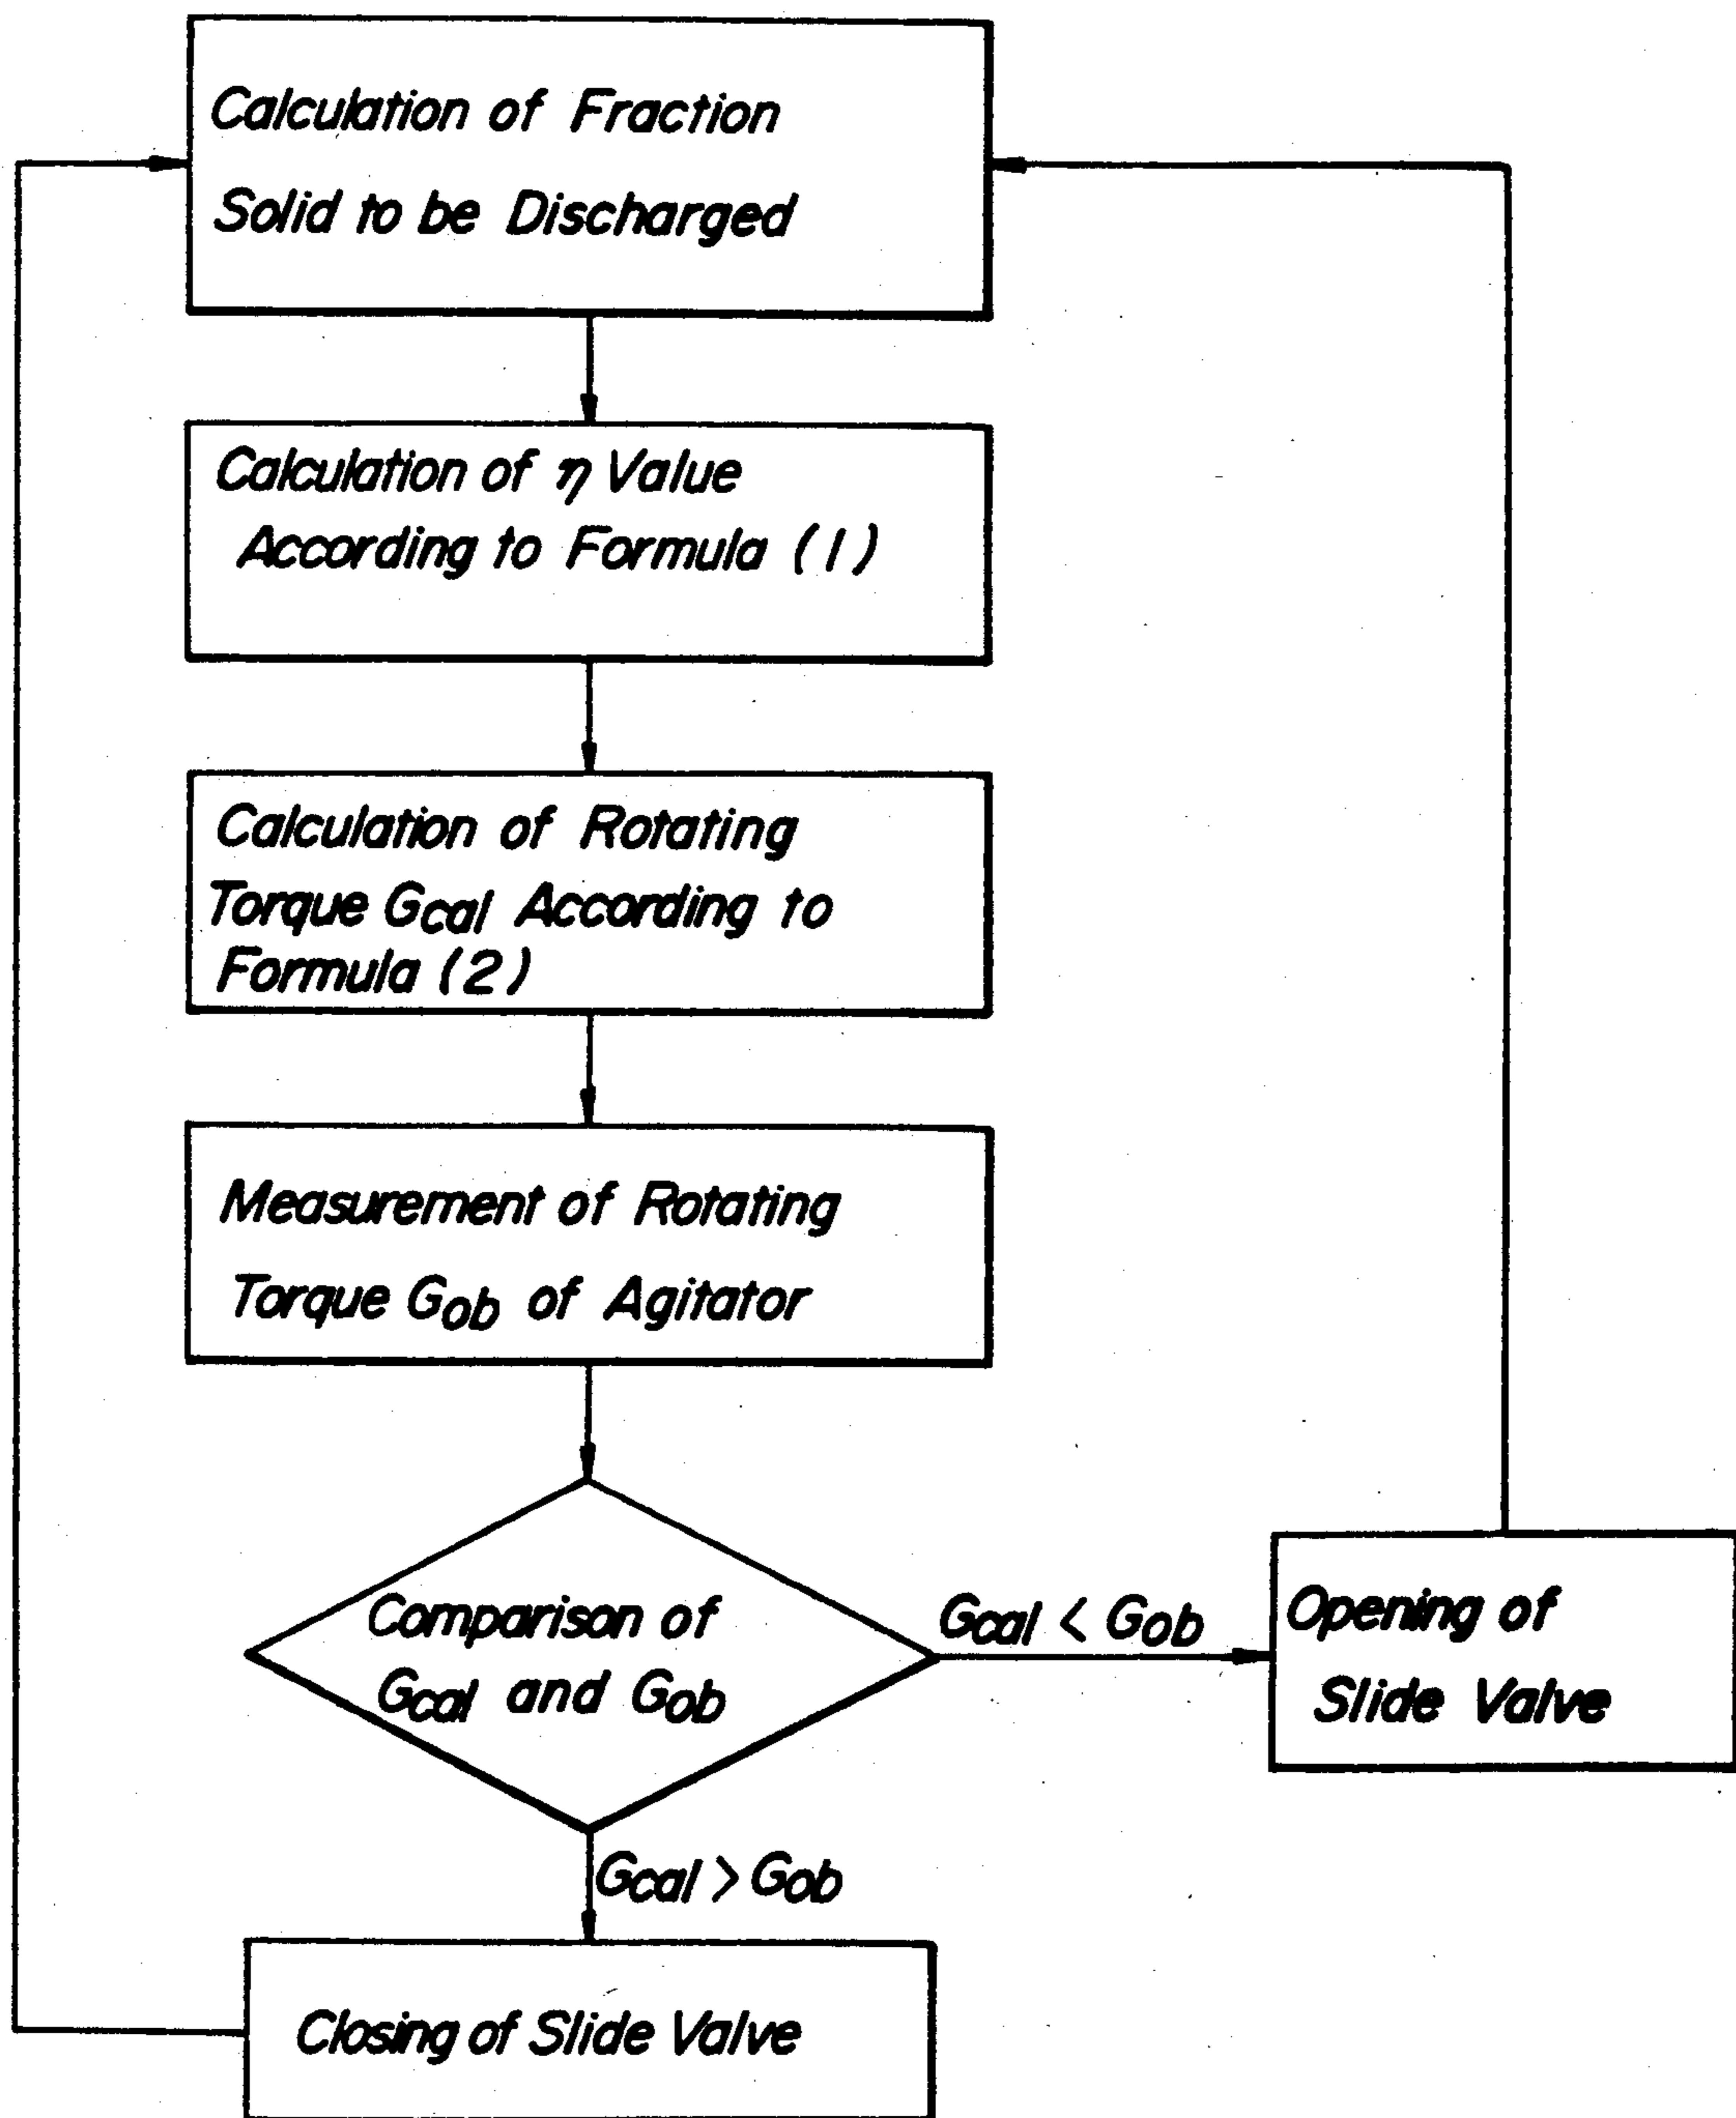 Calculation of Fraction
Solid to be Discharged
Calculation of η Value
According to Formula (1)
Calculation of Rotating
Torque Gcal According to
Formula (2)
Measurement of Rotating
Torque Gob of Agitator
Comparison of
Gcal and Gob
Gcal < Gob
Opening of
Slide Valve
Gcal > Gob
Closing of Slide Valve